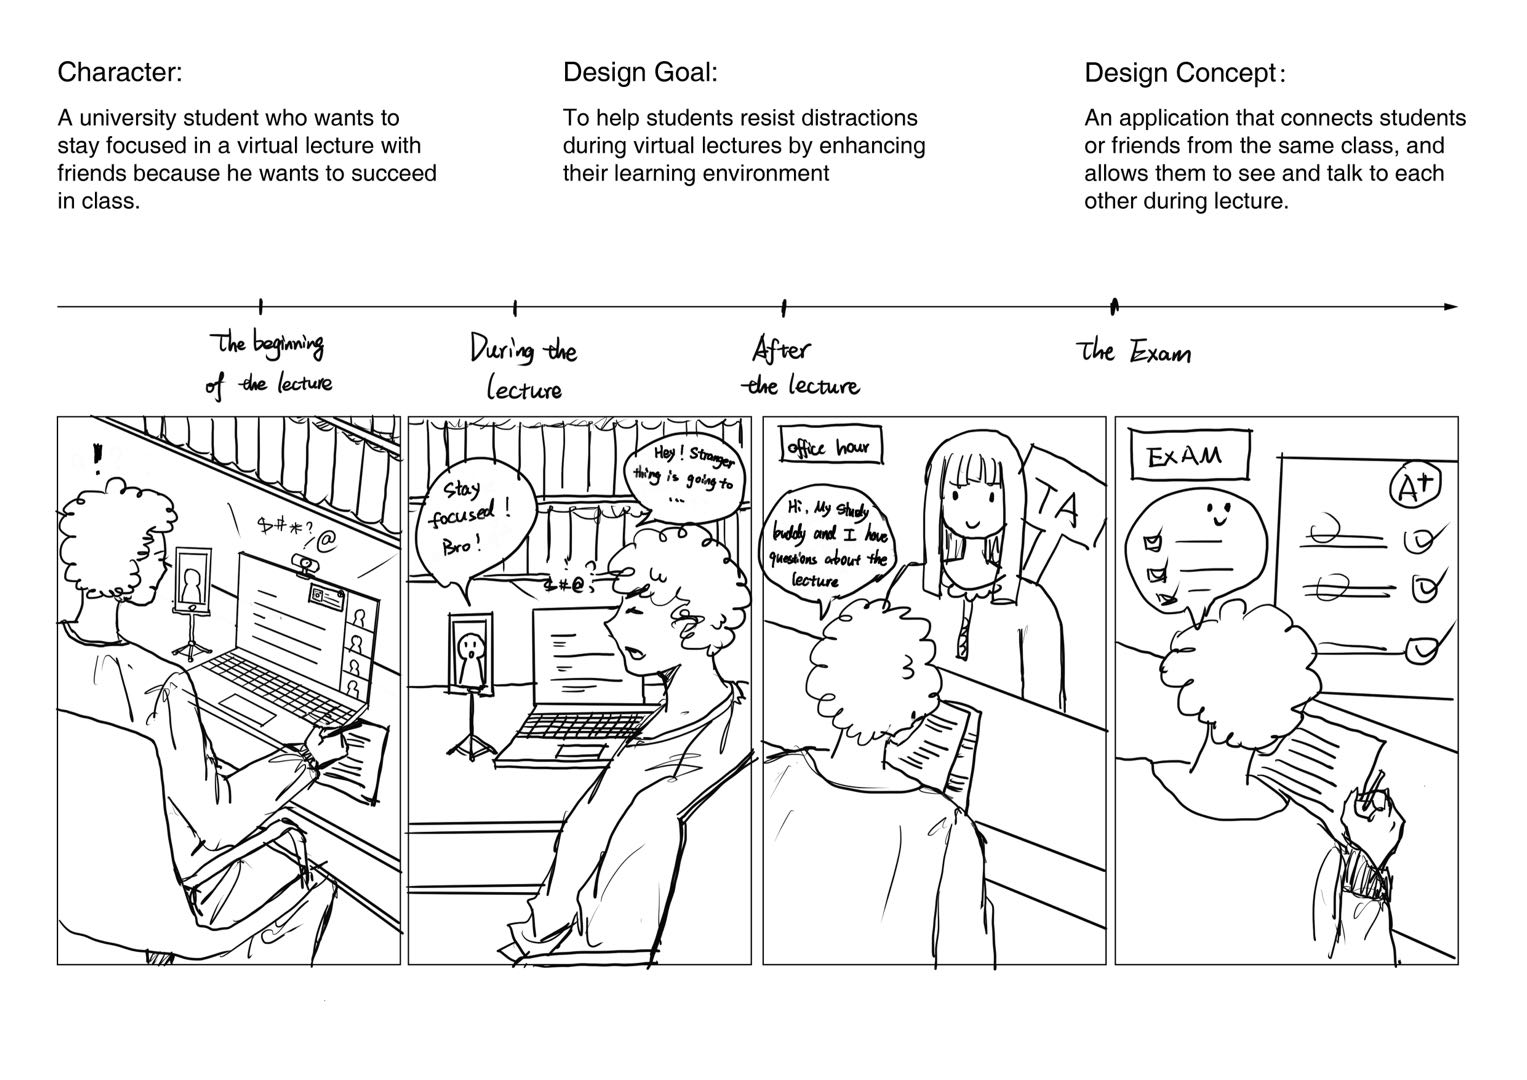 Character:
A university student who wants to
stay focused in a virtual lecture with
friends because he wants to succeed
in class.
Design Goal:
To help students resist distractions
during virtual lectures by enhancing
their learning environment
Design Concept:
An application that connects students
or friends from the same class, and
allows them to see and talk to each
other during lecture.
The beginning
of the lecture
During the
lecture
After
the lecture
The Exam
!
$#*?@
Stay
focused!
Bro!
Hey! Stranger
thing is going to
...
$#@;
office hour
TA
Hi, My study
buddy and I have
questions about the
lecture
EXAM
A+